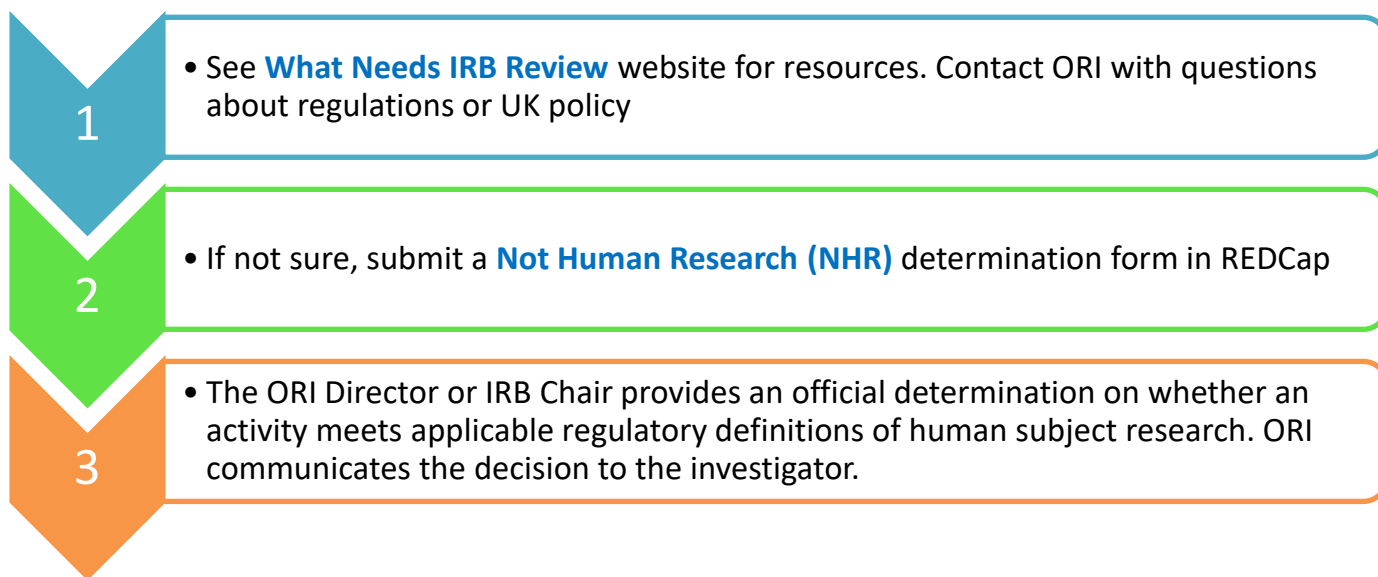 1
• See What Needs IRB Review website for resources. Contact ORI with questions
about regulations or UK policy
2
• If not sure, submit a Not Human Research (NHR) determination form in REDCap
3
• The ORI Director or IRB Chair provides an official determination on whether an
activity meets applicable regulatory definitions of human subject research. ORI
communicates the decision to the investigator.